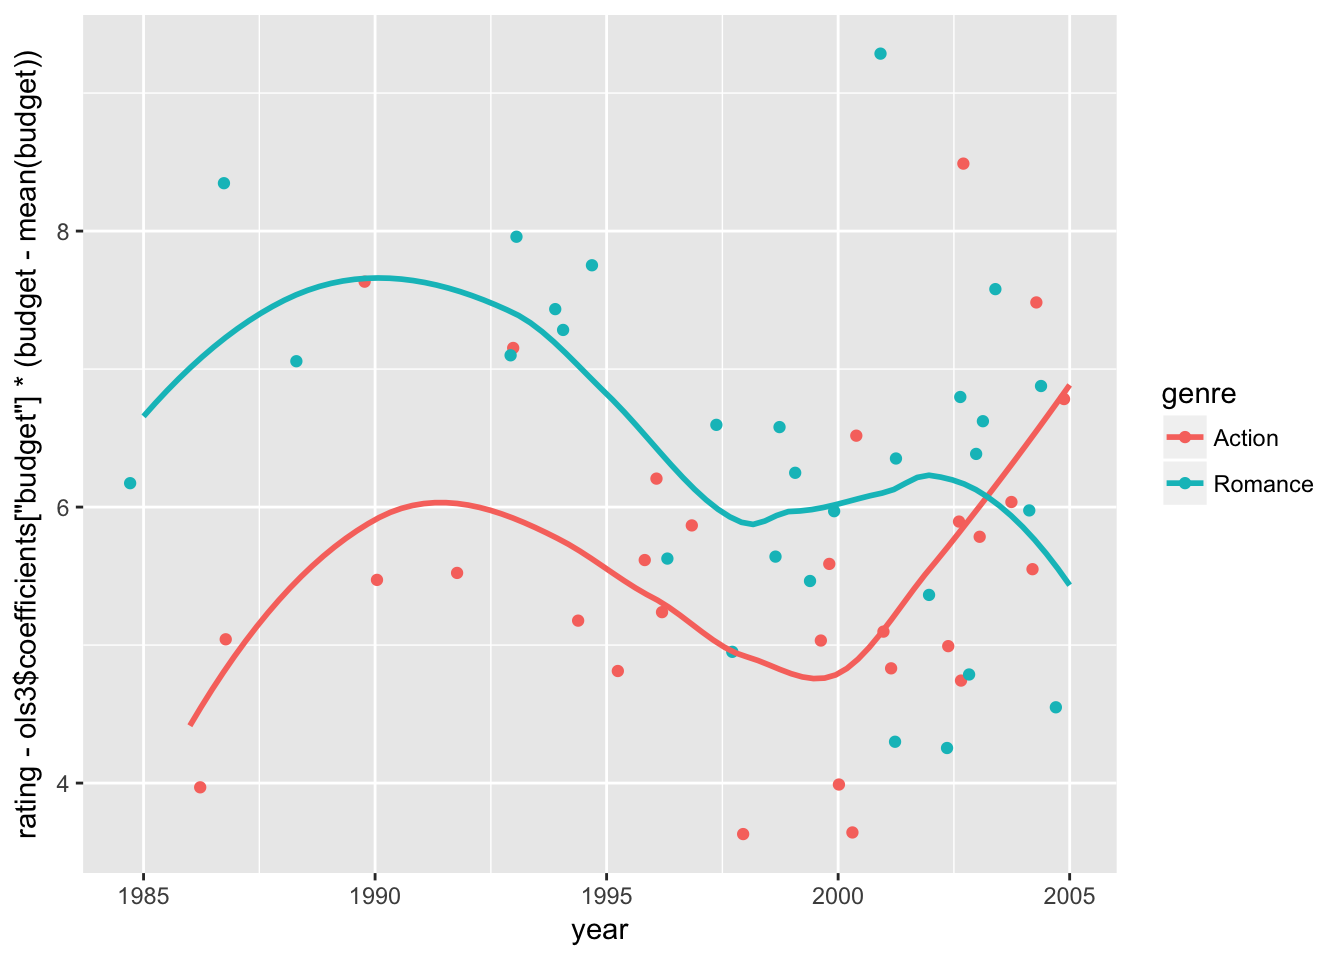 rating - ols3$coefficients["budget"] * (budget - mean(budget))
8
6
4
1985
1990
1995
2000
2005
year
genre
Action
Romance